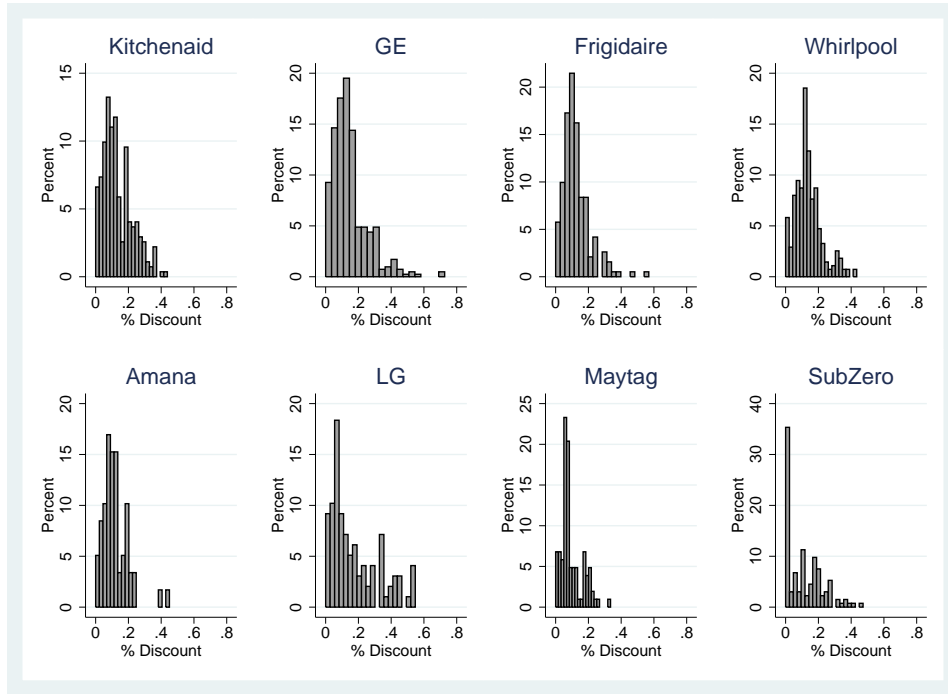 Kitchenaid
Percent
0 5 10 15
0 .2 .4 .6 .8
% Discount
GE
Percent
0 5 10 15 20
0 .2 .4 .6 .8
% Discount
Frigidaire
Percent
0 5 10 15 20
0 .2 .4 .6 .8
% Discount
Whirlpool
Percent
0 5 10 15 20
0 .2 .4 .6 .8
% Discount
Amana
Percent
0 5 10 15 20
0 .2 .4 .6 .8
% Discount
LG
Percent
0 5 10 15 20
0 .2 .4 .6 .8
% Discount
Maytag
Percent
0 5 10 15 20 25
0 .2 .4 .6 .8
% Discount
SubZero
Percent
0 10 20 30 40
0 .2 .4 .6 .8
% Discount